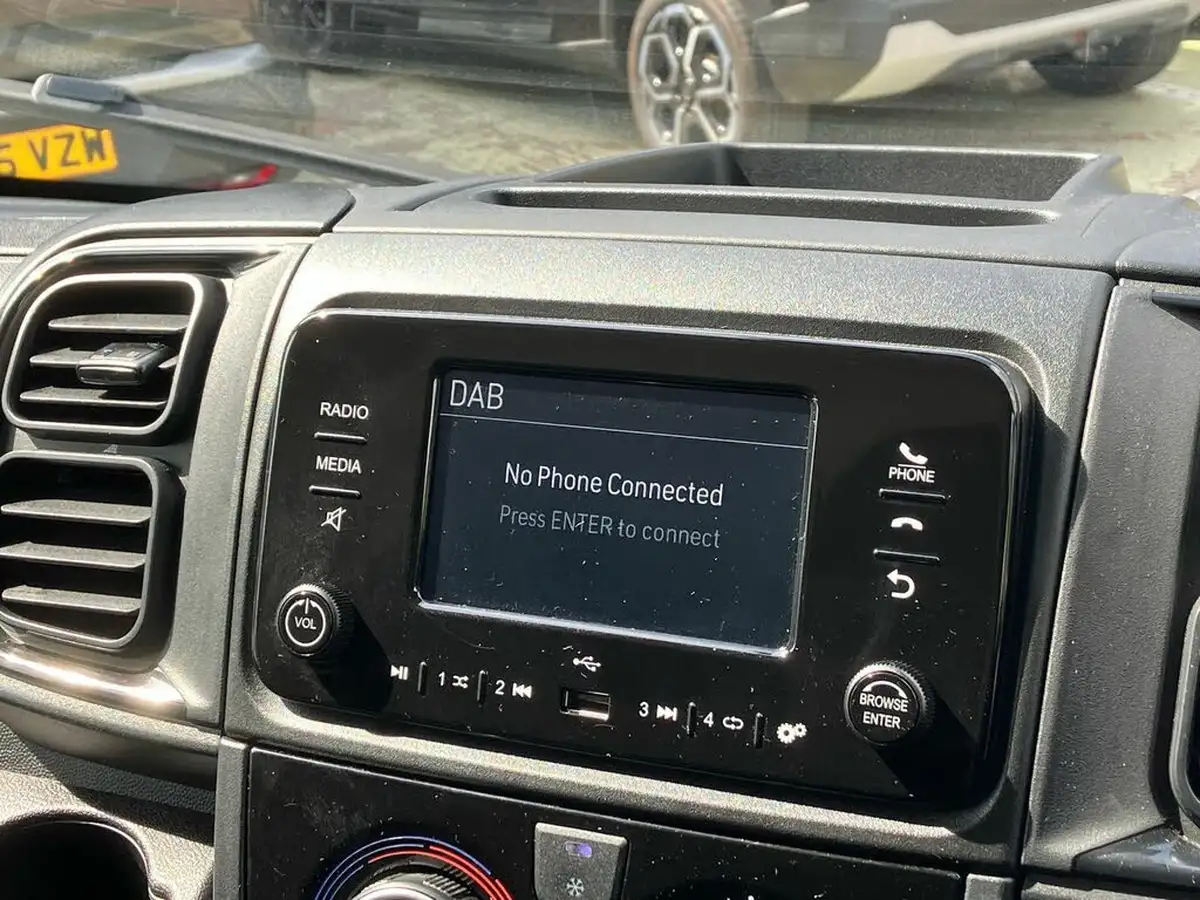 5 VZW
DAB
No Phone Connected
Press ENTER to connect
RADIO
MEDIA
VOL
1
2
3
4
PHONE
BROWSE
ENTER